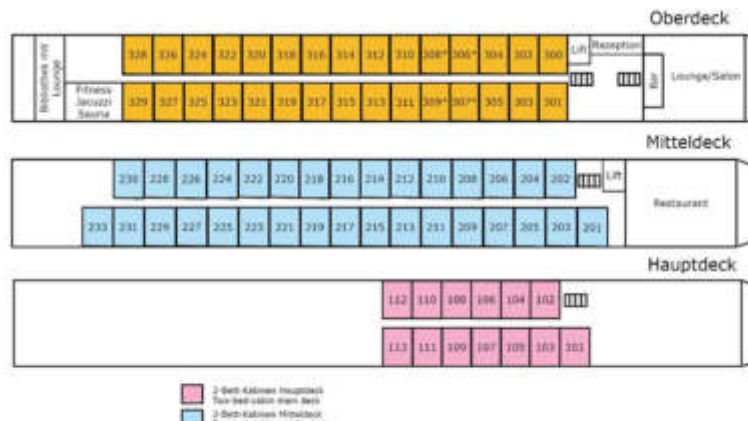 Oberdeck
328 326 324 322 320 318 316 314 312 310 308* 306* 304 302 300
Lift
Rezeption
Bibliothek mit
Lounge
Fitness
Jacuzzi
Sauna
329 327 325 323 321 319 317 315 313 311 309* 307* 305 303 301
Bar
Lounge/Salon
Mitteldeck
230 228 226 224 222 220 218 216 214 212 210 208 206 204 202
Lift
Restaurant
233 231 229 227 225 223 221 219 217 215 213 211 209 207 205 203 201
Hauptdeck
112 110 108 106 104 102
113 111 109 107 105 103 101
2-Bett-Kabinen Hauptdeck
Two bed cabin main deck
2-Bett-Kabinen Mitteldeck